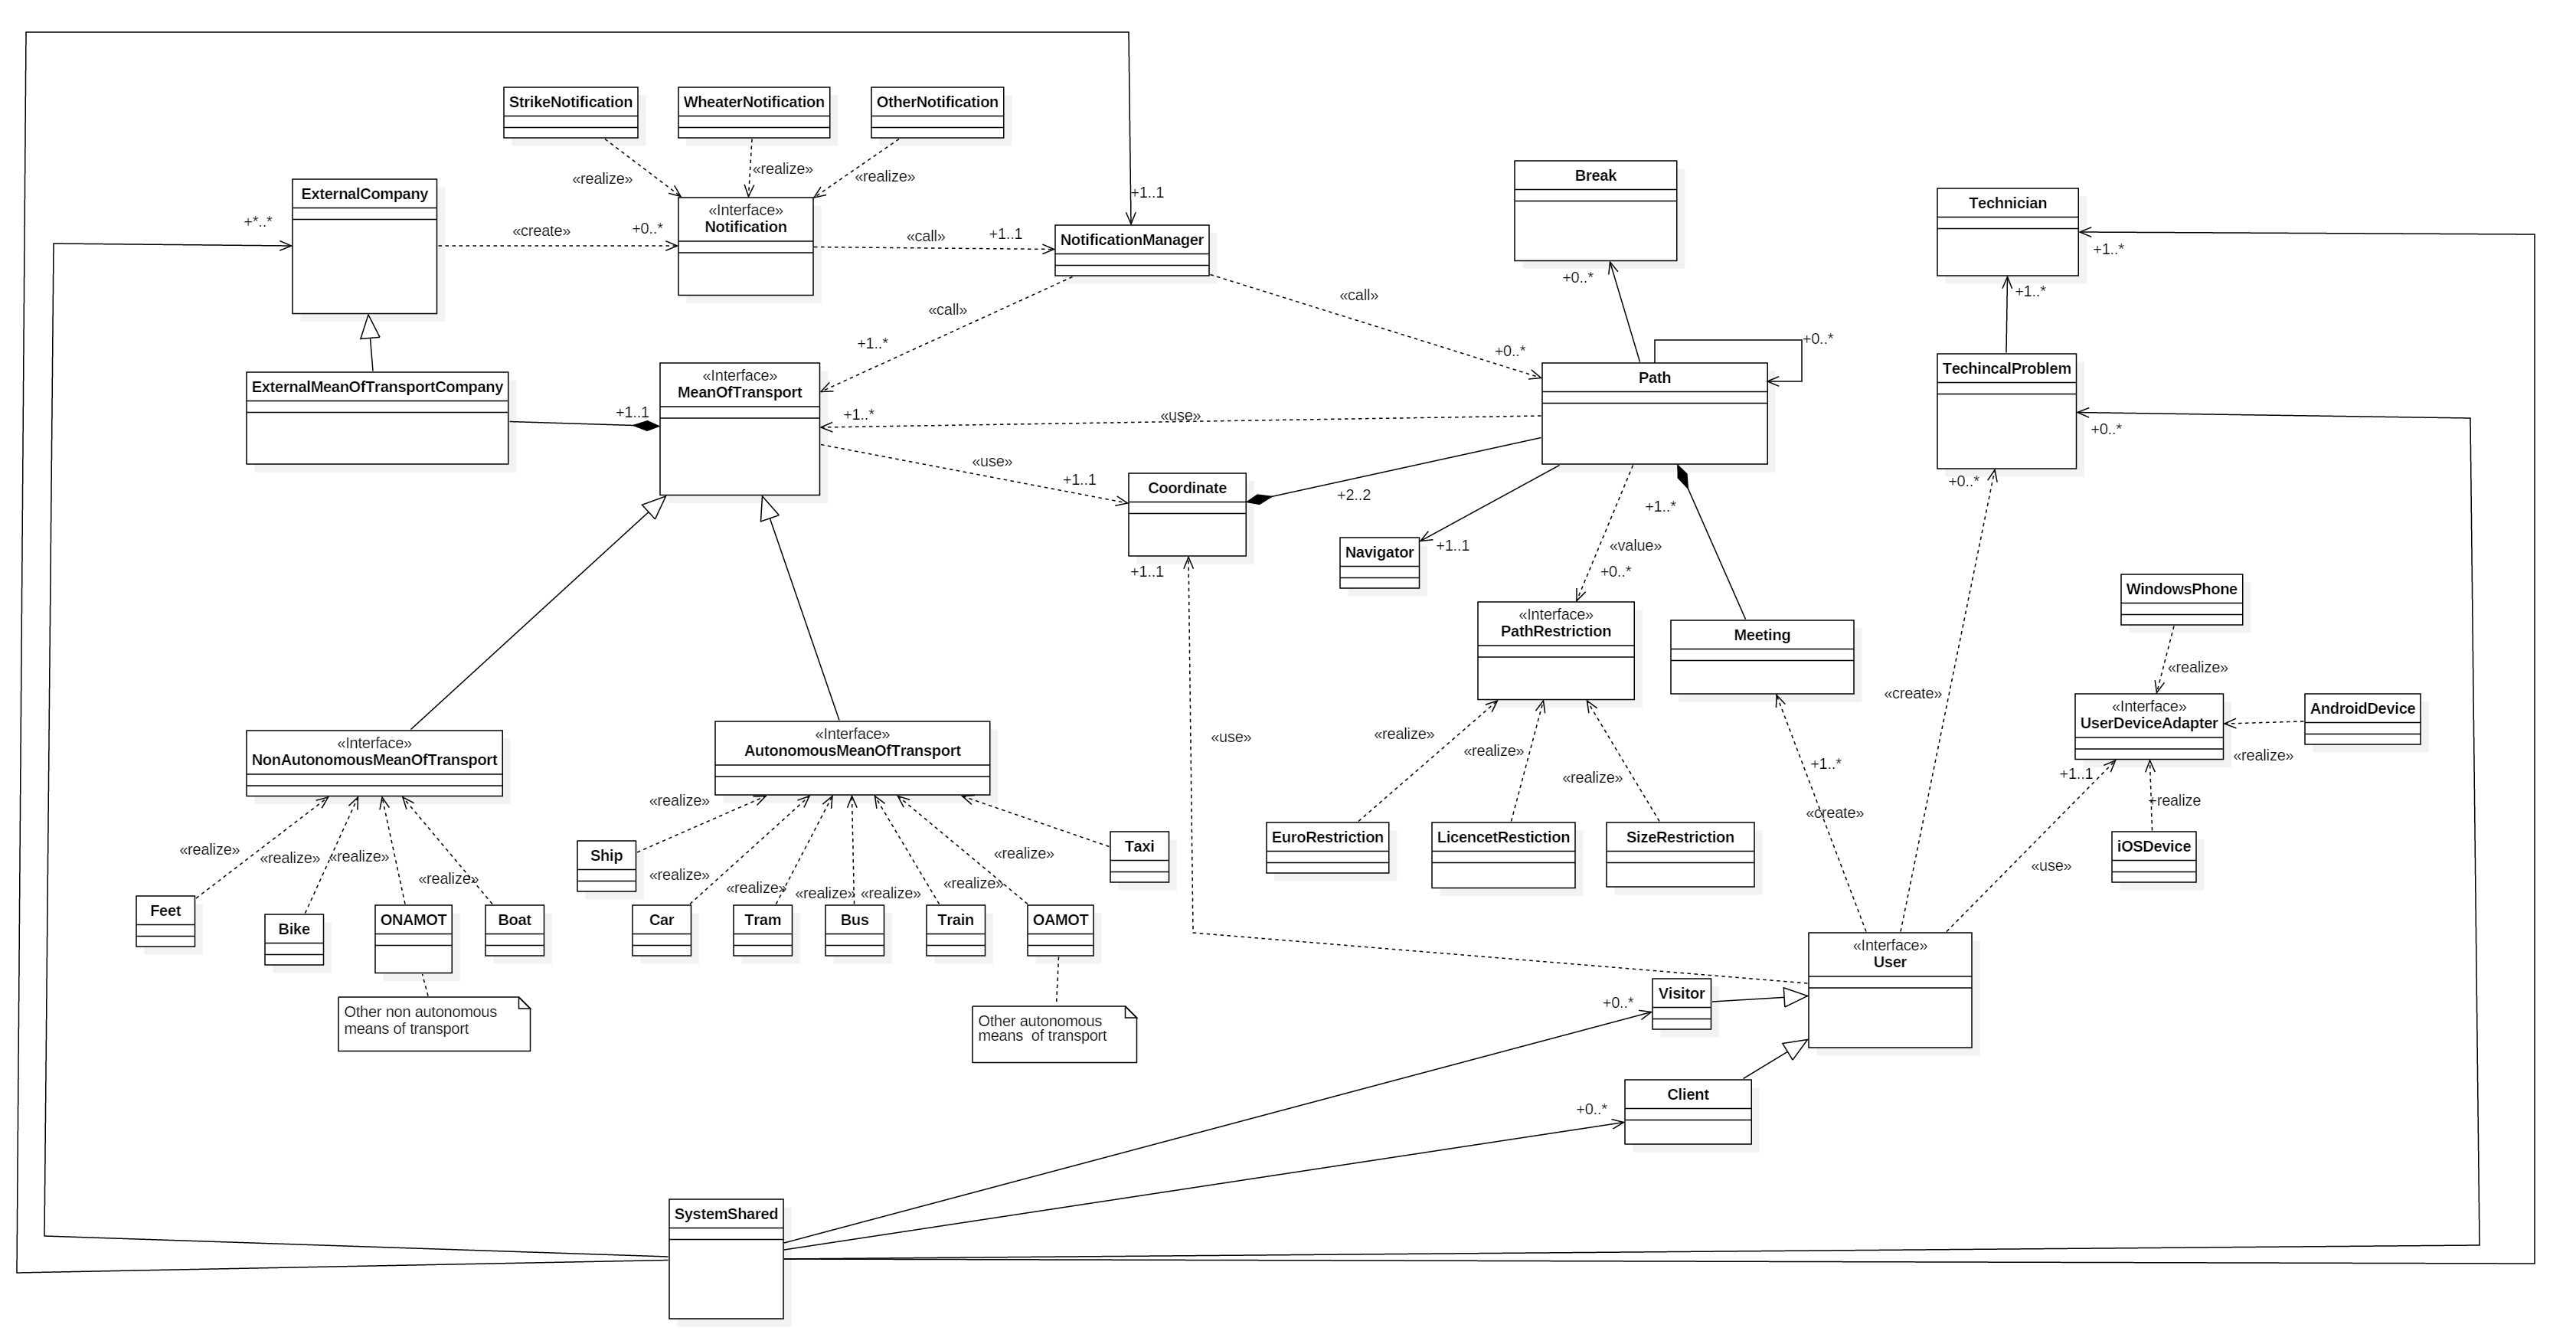 StrikeNotification
WheaterNotification
OtherNotification
«realize»
«realize»
«realize»
ExternalCompany
+*..*
«create»
+0..*
«Interface»
Notification
«call»
+1..1
+1..1
NotificationManager
«call»
+1..*
«call»
+0..*
Break
+0..*
Technician
+1..*
+1..*
ExternalMeanOfTransportCompany
+1..1
«Interface»
MeanOfTransport
+1..*
«use»
Path
+0..*
TechincalProblem
+0..*
+0..*
«use»
+1..1
Coordinate
+2..2
+1..1
Navigator
+1..1
«value»
+0..*
+1..*
«Interface»
PathRestriction
Meeting
WindowsPhone
«realize»
«Interface»
UserDeviceAdapter
AndroidDevice
«realize»
+1..1
+realize
iOSDevice
«use»
«create»
+1..*
«create»
«use»
«realize»
«realize»
«realize»
EuroRestriction
LicencetRestiction
SizeRestriction
«Interface»
NonAutonomousMeanOfTransport
«realize»
«realize»
«realize»
«realize»
Feet
Bike
ONAMOT
Boat
Other non autonomous
means of transport
«Interface»
AutonomousMeanOfTransport
«realize»
«realize»
«realize»
«realize»
«realize»
«realize»
«realize»
Ship
Car
Tram
Bus
Train
OAMOT
Taxi
Other autonomous
means  of transport
«Interface»
User
Visitor
+0..*
Client
+0..*
SystemShared